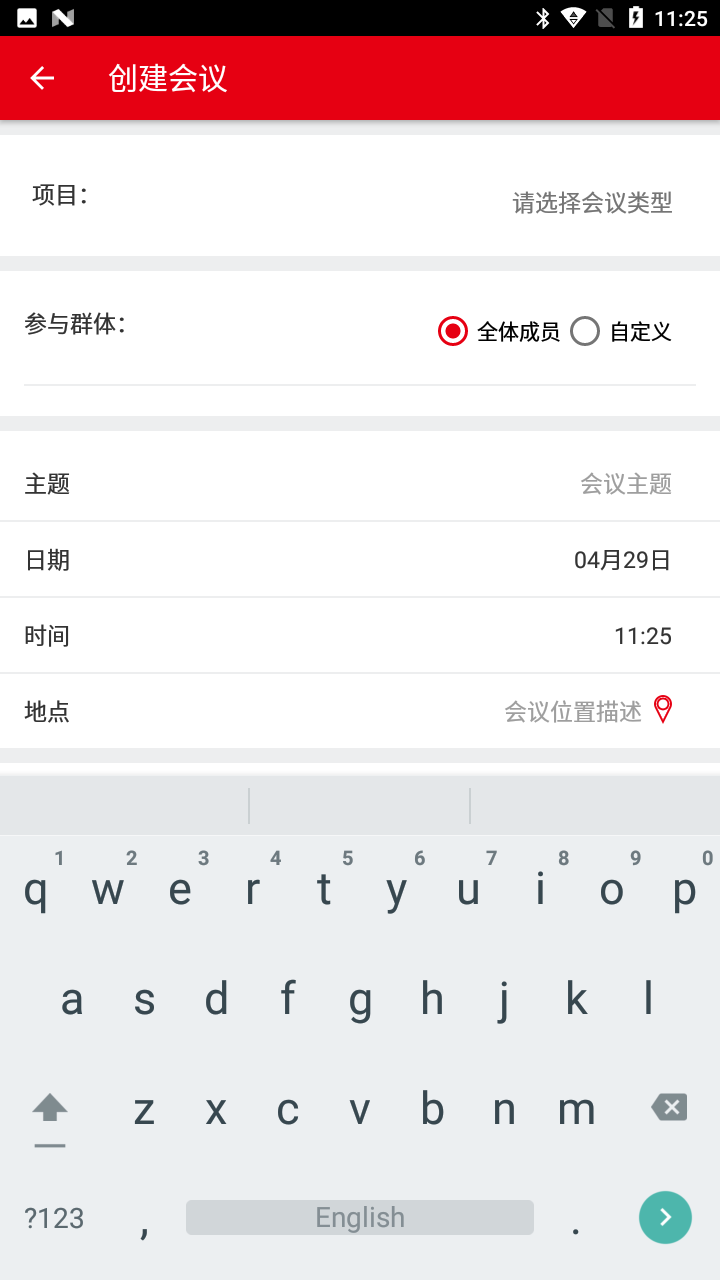 11:25
创建会议
项目:
请选择会议类型
参与群体:
全体成员 自定义
主题 会议主题
日期 04月29日
时间 11:25
地点 会议位置描述
1 2 3 4 5 6 7 8 9 0
q w e r t y u i o p
a s d f g h j k l
z x c v b n m
?123 , English .